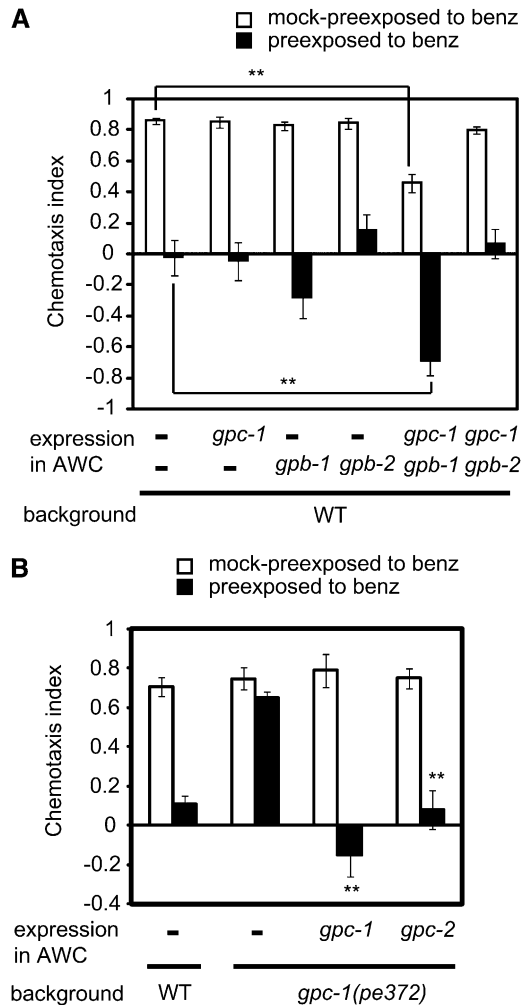 A
mock-preexposed to benz
preexposed to benz
**
1
0.8
0.6
0.4
0.2
0
-0.2
-0.4
-0.6
-0.8
-1
Chemotaxis index
**
expression - gpc-1 - - gpc-1 gpc-1
in AWC - - gpb-1 gpb-2 gpb-1 gpb-2
background WT
B
mock-preexposed to benz
preexposed to benz
1
0.8
0.6
0.4
0.2
0
-0.2
-0.4
Chemotaxis index
**
**
expression - - gpc-1 gpc-2
in AWC
background WT gpc-1(pe372)